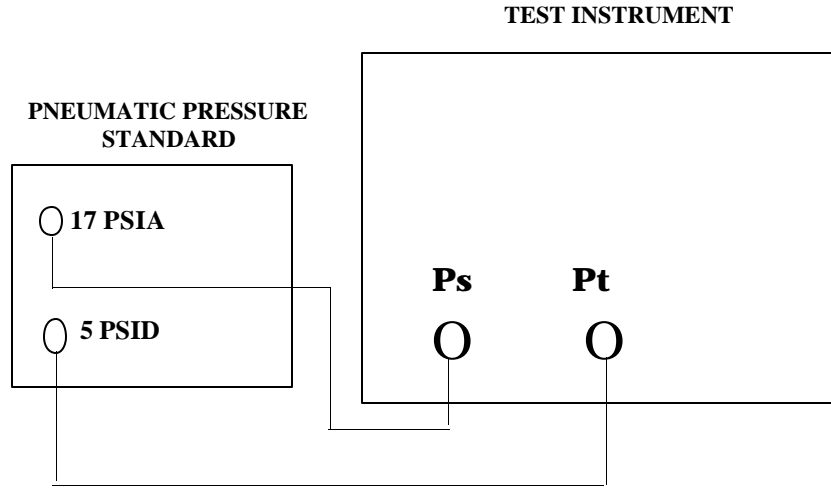 TEST INSTRUMENT
PNEUMATIC PRESSURE
STANDARD
17 PSIA
5 PSID
Ps Pt